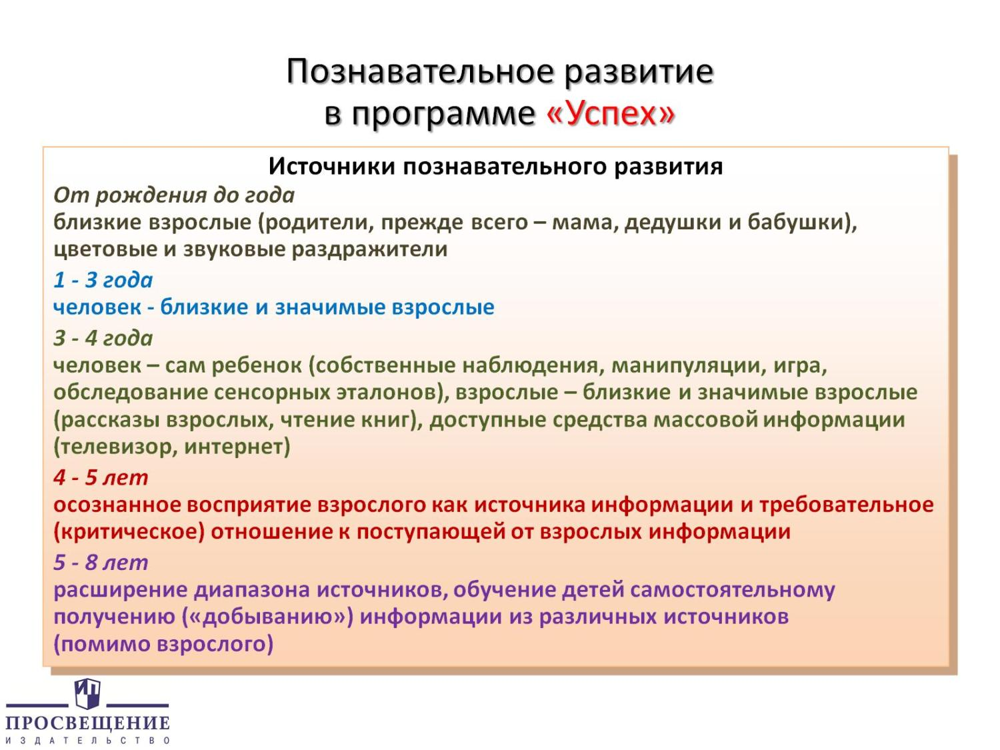 Познавательное развитие
в программе «Успех»
Источники познавательного развития
От рождения до года
близкие взрослые (родители, прежде всего – мама, дедушки и бабушки),
цветовые и звуковые раздражители
1 - 3 года
человек - близкие и значимые взрослые
3 - 4 года
человек – сам ребенок (собственные наблюдения, манипуляции, игра,
обследование сенсорных эталонов), взрослые – близкие и значимые взрослые
(рассказы взрослых, чтение книг), доступные средства массовой информации
(телевизор, интернет)
4 - 5 лет
осознанное восприятие взрослого как источника информации и требовательное
(критическое) отношение к поступающей от взрослых информации
5 - 8 лет
расширение диапазона источников, обучение детей самостоятельному
получению («добыванию») информации из различных источников
(помимо взрослого)
ИП
ПРОСВЕЩЕНИЕ
ИЗДАТЕЛЬСТВО